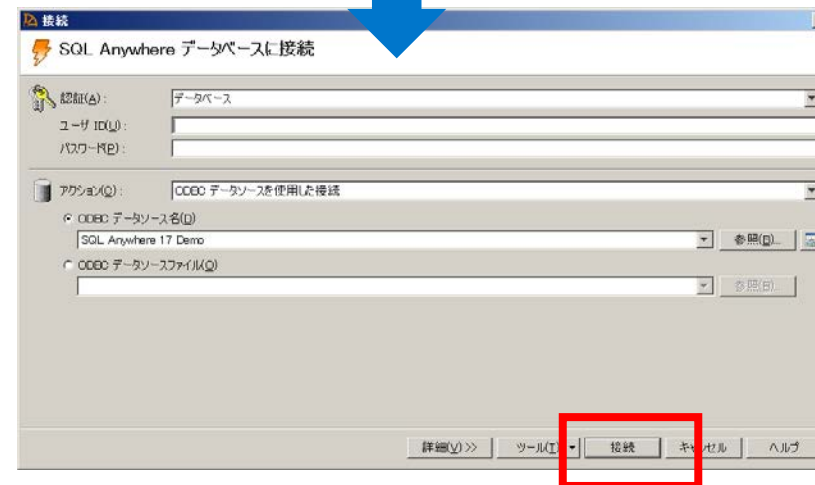 接続
SQL Anywhere データベースに接続
認証(A):
データベース
ユーザ ID(U):
パスワード(P):
アクション(O):
ODBC データソースを使用した接続
ODBC データソース名(D)
SQL Anywhere 17 Demo
参照(B)...
ODBC データソースファイル(O)
参照(B)...
詳細(V)>> ツール(T) 接続 キャンセル ヘルプ